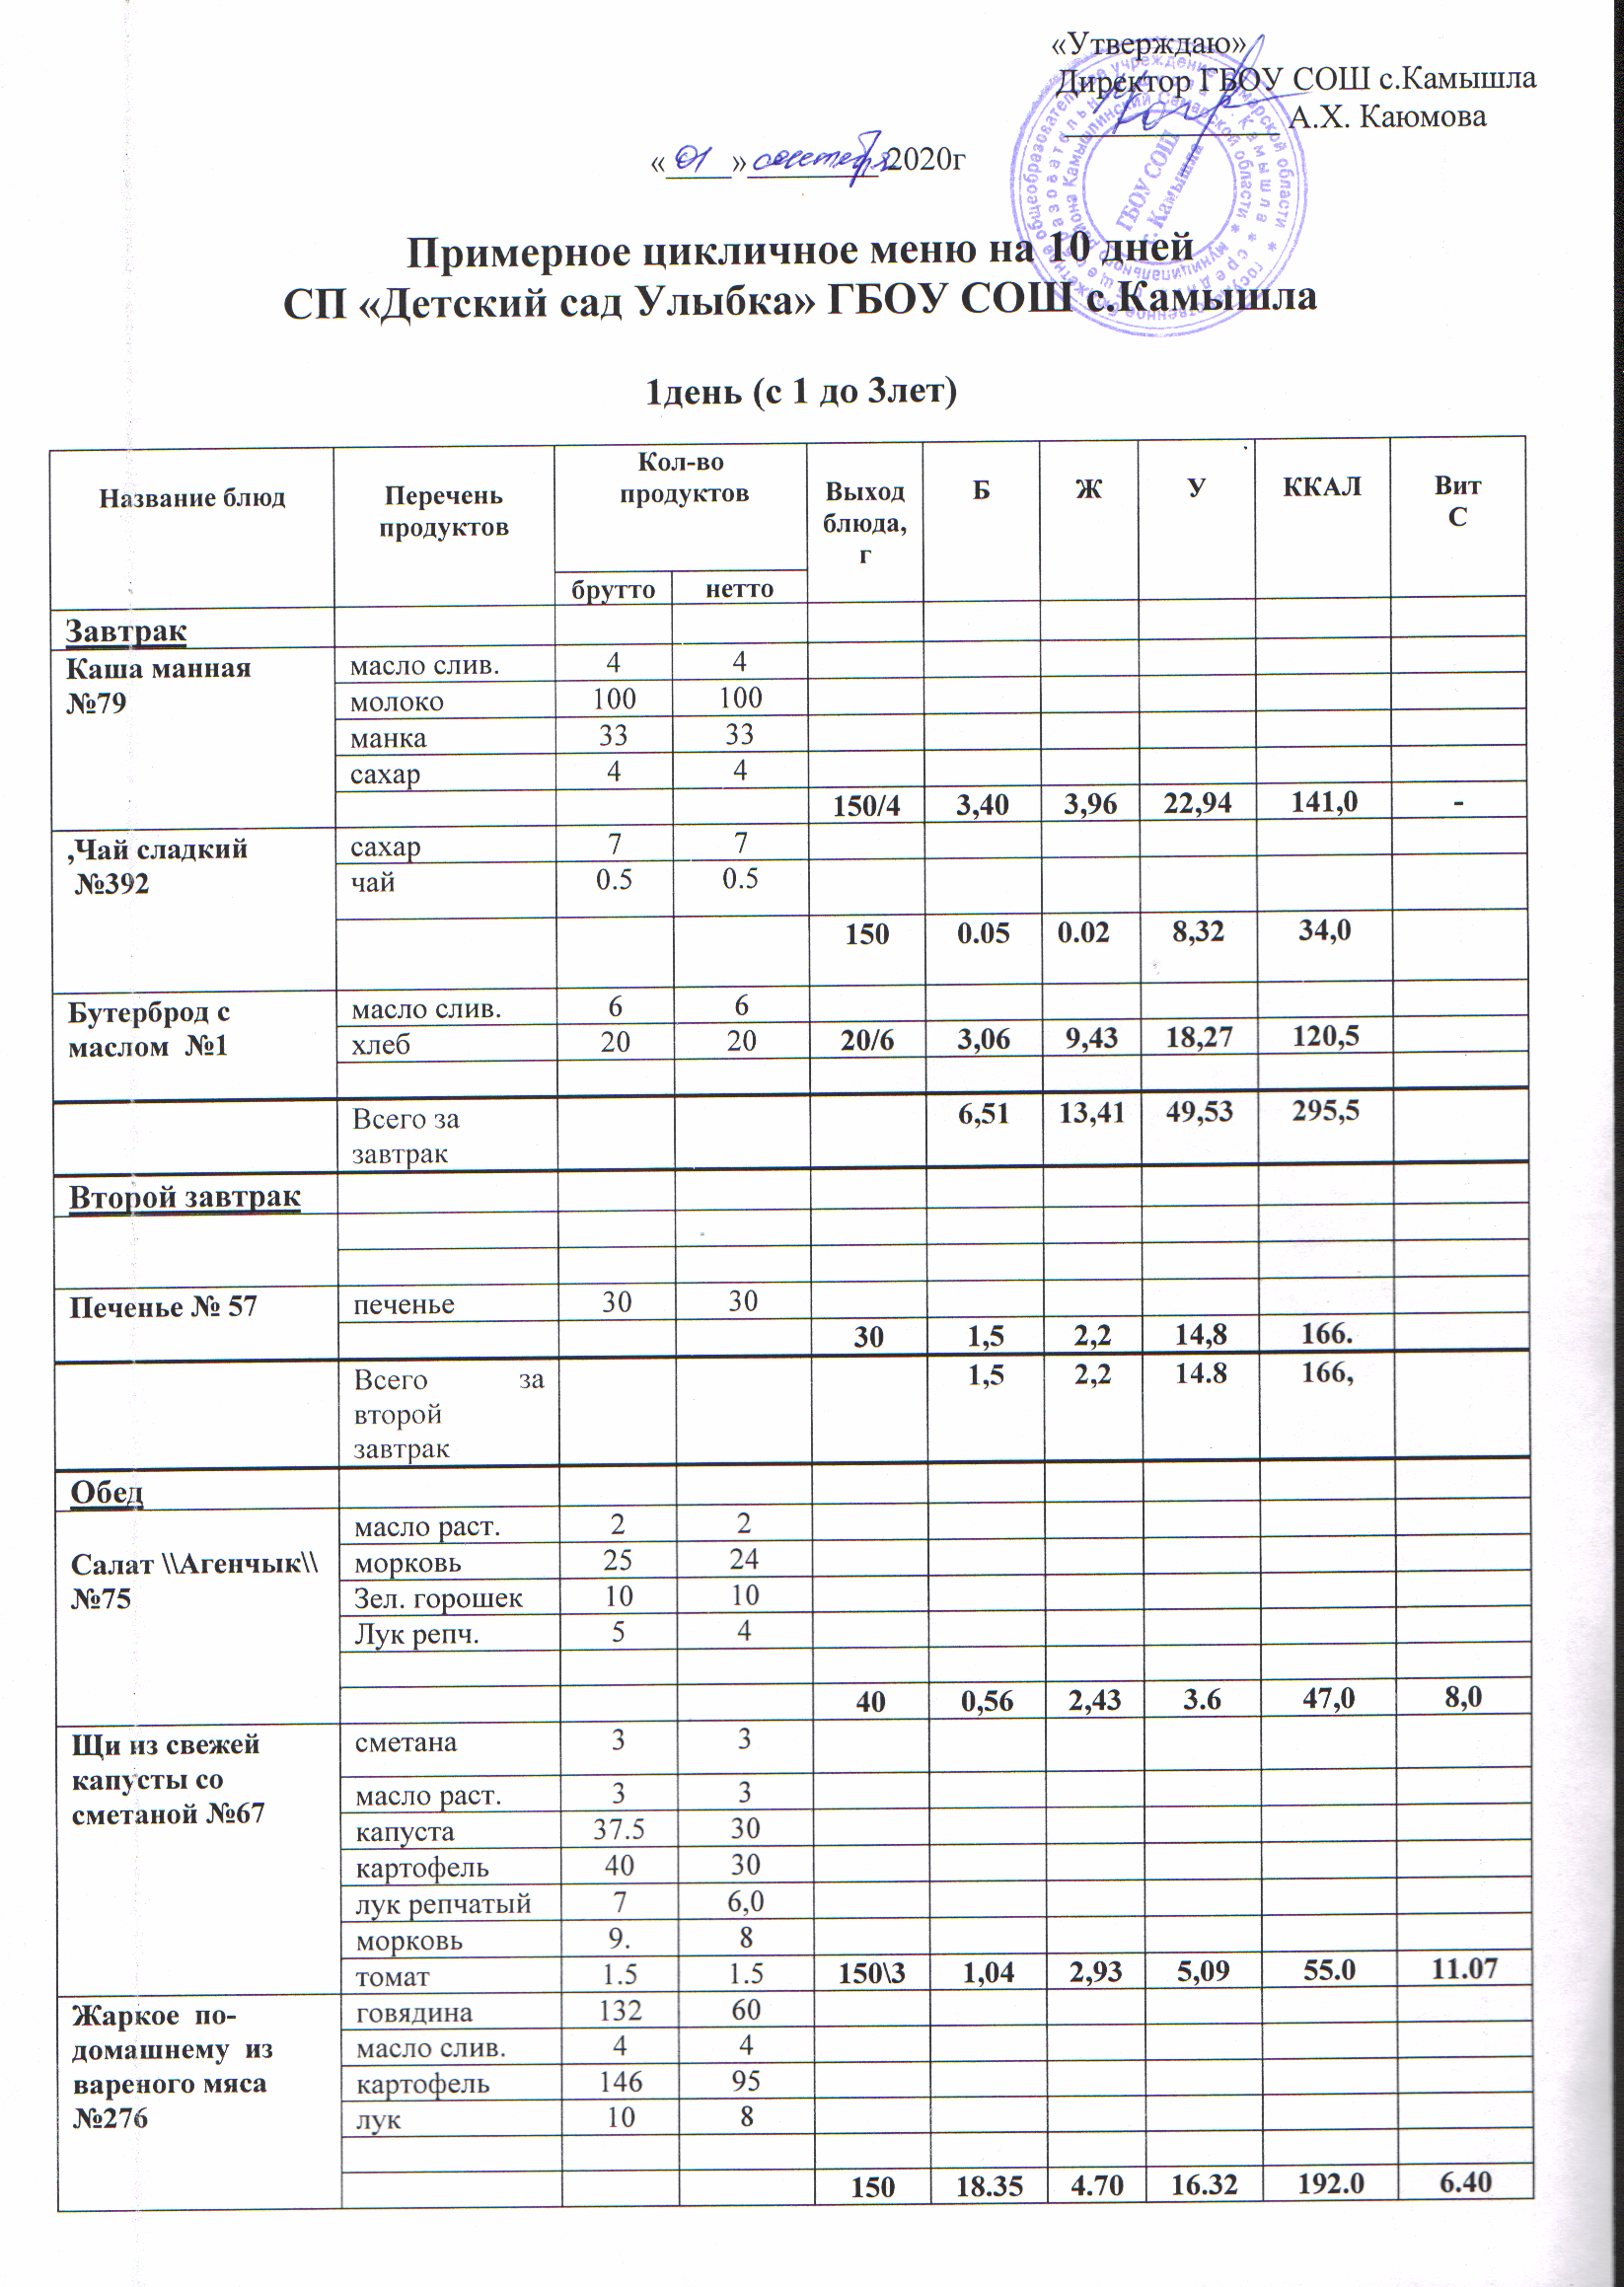 «Утверждаю»
Директор ГБОУ СОШ с.Камышла
А.Х. Каюмова
«01» сентября 2020г
ГБОУ СОШ
с. Камышла
Примерное цикличное меню на 10 дней
СП «Детский сад Улыбка» ГБОУ СОШ с.Камышла
1день (с 1 до 3лет)
Название блюд Перечень продуктов Кол-во продуктов Выход блюда, г Б Ж У ККАЛ Вит С
брутто нетто
Завтрак
Каша манная №79 масло слив. 4 4
молоко 100 100
манка 33 33
сахар 4 4
150/4 3,40 3,96 22,94 141,0 -
,Чай сладкий №392 сахар 7 7
чай 0.5 0.5
150 0.05 0.02 8,32 34,0
Бутерброд с маслом №1 масло слив. 6 6
хлеб 20 20 20/6 3,06 9,43 18,27 120,5
Всего за завтрак 6,51 13,41 49,53 295,5
Второй завтрак
Печенье № 57 печенье 30 30
30 1,5 2,2 14,8 166.
Всего за второй завтрак 1,5 2,2 14.8 166,
Обед
Салат \\Агенчык\\ №75 масло раст. 2 2
морковь 25 24
Зел. горошек 10 10
Лук репч. 5 4
40 0,56 2,43 3.6 47,0 8,0
Щи из свежей капусты со сметаной №67 сметана 3 3
масло раст. 3 3
капуста 37.5 30
картофель 40 30
лук репчатый 7 6,0
морковь 9. 8
томат 1.5 1.5 150\3 1,04 2,93 5,09 55.0 11.07
Жаркое по-домашнему из вареного мяса №276 говядина 132 60
масло слив. 4 4
картофель 146 95
лук 10 8
150 18.35 4.70 16.32 192.0 6.40